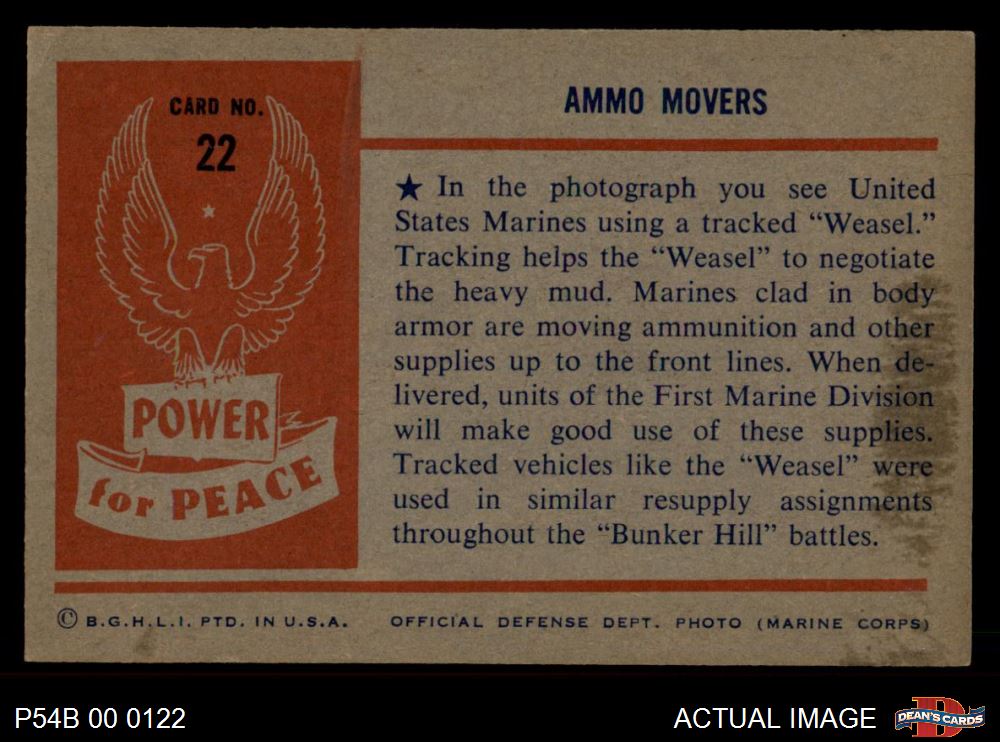 CARD NO.
22
POWER
for PEACE
AMMO MOVERS
★ In the photograph you see United
States Marines using a tracked “Weasel.”
Tracking helps the “Weasel” to negotiate
the heavy mud. Marines clad in body
armor are moving ammunition and other
supplies up to the front lines. When de-
livered, units of the First Marine Division
will make good use of these supplies.
Tracked vehicles like the “Weasel” were
used in similar resupply assignments
throughout the “Bunker Hill” battles.
© B.G.H.L.I. PTD. IN U.S.A.
OFFICIAL DEFENSE DEPT. PHOTO (MARINE CORPS)
P54B 00 0122
ACTUAL IMAGE
D
DEAN'S CARDS